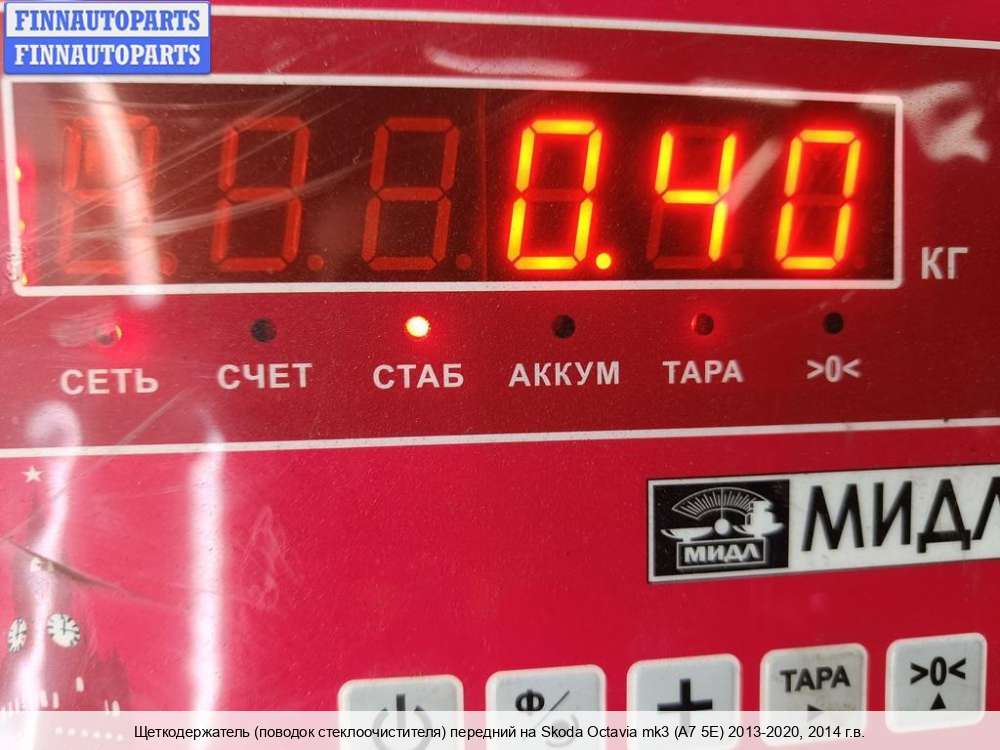 FINNAUTOPARTS
FINNAUTOPARTS
0.40
КГ
СЕТЬ СЧЕТ СТАБ АККУМ ТАРА >0<
МИДЛ
МИДЛ
Ф/ ТАРА >0<
Щеткодержатель (поводок стеклоочистителя) передний на Skoda Octavia mk3 (A7 5E) 2013-2020, 2014 г.в.